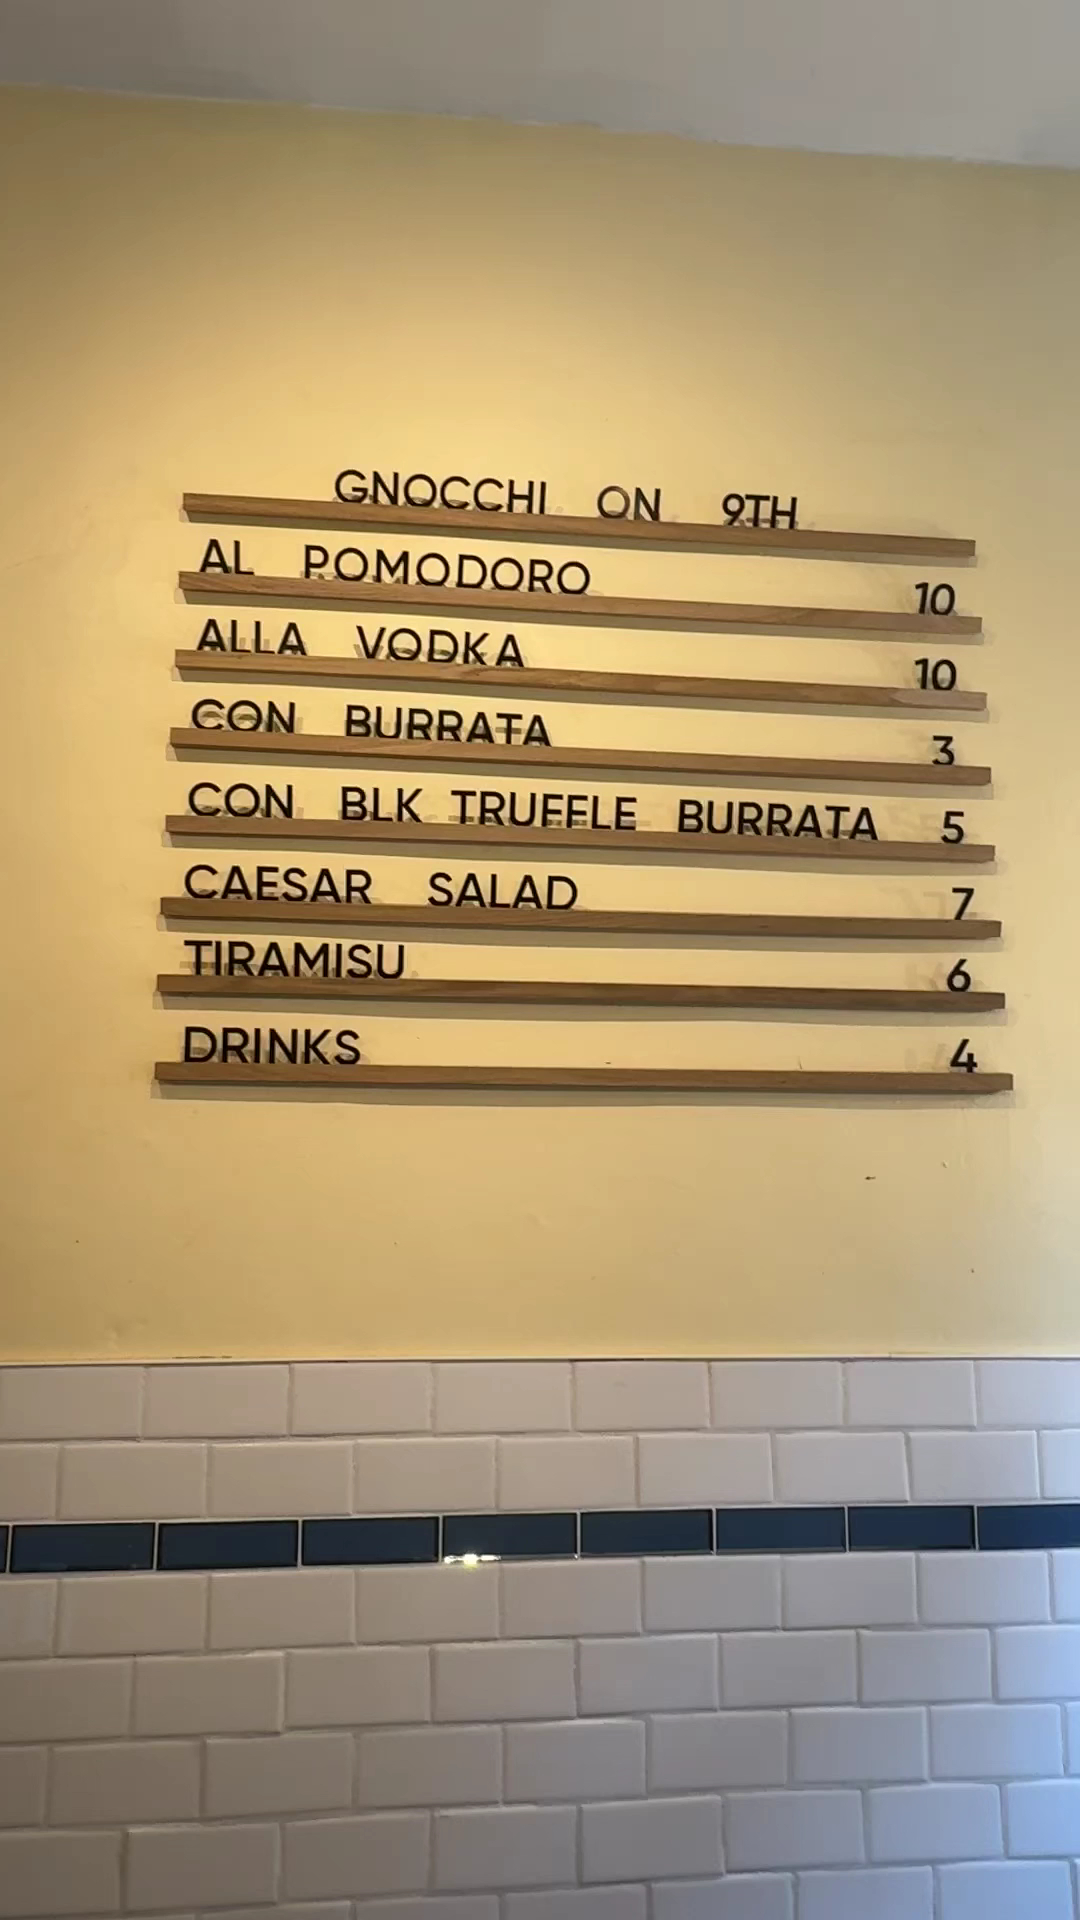 GNOCCHI ON 9TH
AL POMODORO 10
ALLA VODKA 10
CON BURRATA 3
CON BLK TRUFFLE BURRATA 5
CAESAR SALAD 7
TIRAMISU 6
DRINKS 4